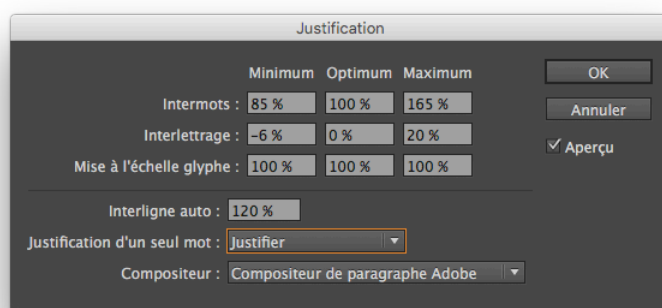 Justification
Minimum Optimum Maximum
OK
Intermots : 85 % 100 % 165 %
Annuler
Interlettrage : -6 % 0 % 20 %
Aperçu
Mise à l'échelle glyphe : 100 % 100 % 100 %
Interligne auto : 120 %
Justification d'un seul mot : Justifier
Compositeur : Compositeur de paragraphe Adobe